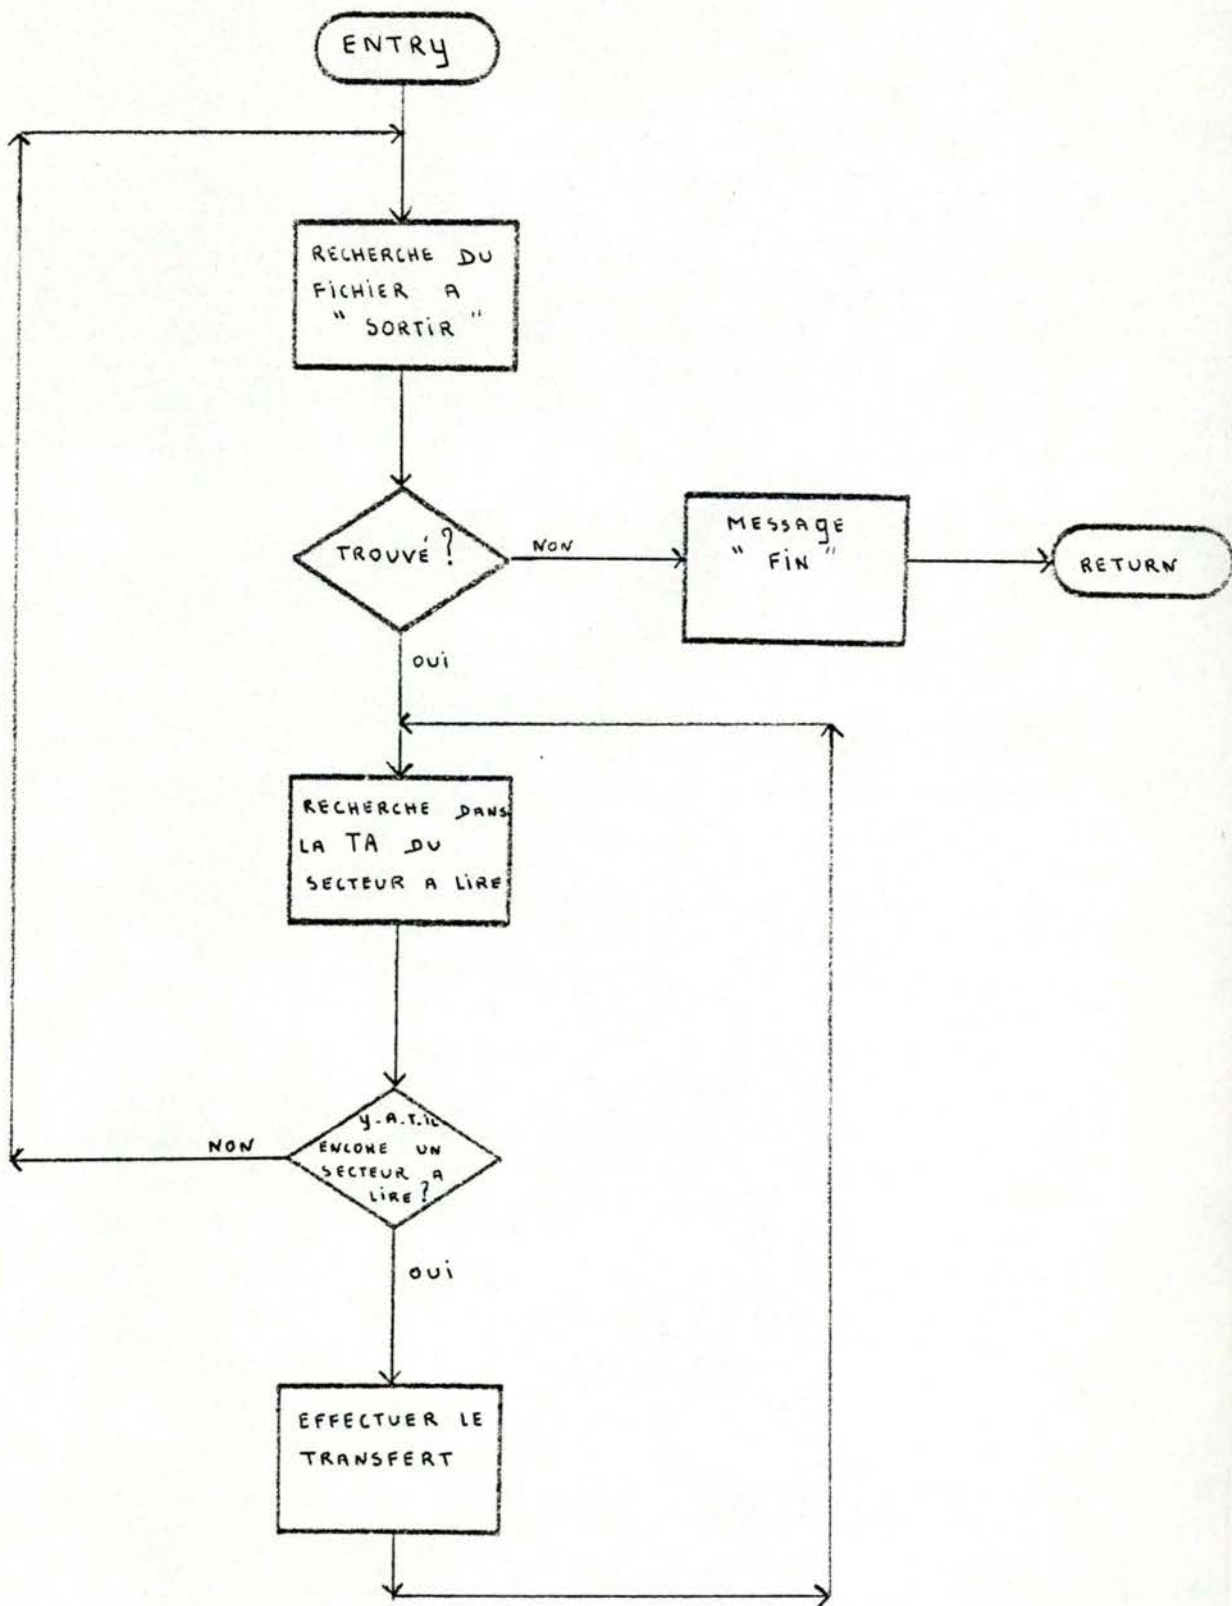 ENTRY
RECHERCHE DU
FICHIER A
" SORTIR "
TROUVÉ ?
NON
MESSAGE
" FIN "
RETURN
OUI
RECHERCHE DANS
LA TA DU
SECTEUR A LIRE
Y-A.T.IL
ENCORE UN
SECTEUR A
LIRE ?
NON
OUI
EFFECTUER LE
TRANSFERT